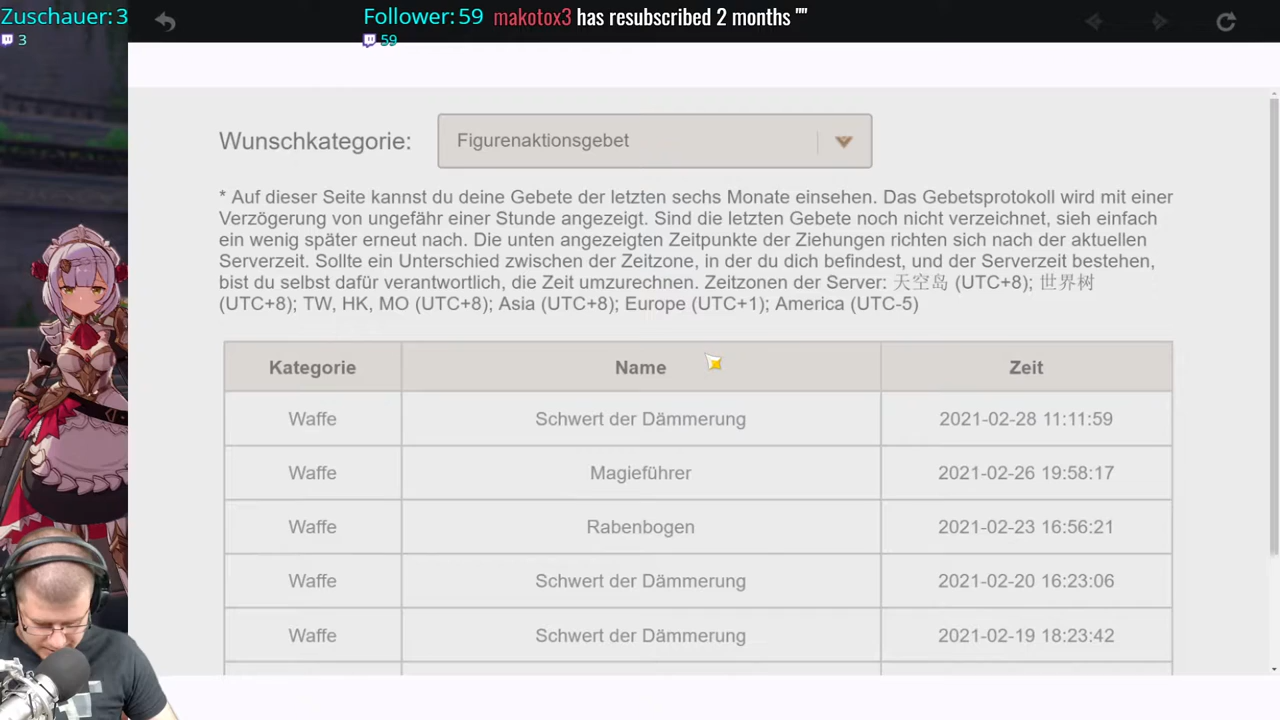 Zuschauer: 3
3
Follower: 59
59
makotox3 has resubscribed 2 months ""
Wunschkategorie:
Figurenaktionsgebet
* Auf dieser Seite kannst du deine Gebete der letzten sechs Monate einsehen. Das Gebetsprotokoll wird mit einer
Verzögerung von ungefähr einer Stunde angezeigt. Sind die letzten Gebete noch nicht verzeichnet, sieh einfach
ein wenig später erneut nach. Die unten angezeigten Zeitpunkte der Ziehungen richten sich nach der aktuellen
Serverzeit. Sollte ein Unterschied zwischen der Zeitzone, in der du dich befindest, und der Serverzeit bestehen,
bist du selbst dafür verantwortlich, die Zeit umzurechnen. Zeitzonen der Server: 天空岛 (UTC+8); 世界树
(UTC+8); TW, HK, MO (UTC+8); Asia (UTC+8); Europe (UTC+1); America (UTC-5)
Kategorie Name Zeit
Waffe Schwert der Dämmerung 2021-02-28 11:11:59
Waffe Magieführer 2021-02-26 19:58:17
Waffe Rabenbogen 2021-02-23 16:56:21
Waffe Schwert der Dämmerung 2021-02-20 16:23:06
Waffe Schwert der Dämmerung 2021-02-19 18:23:42